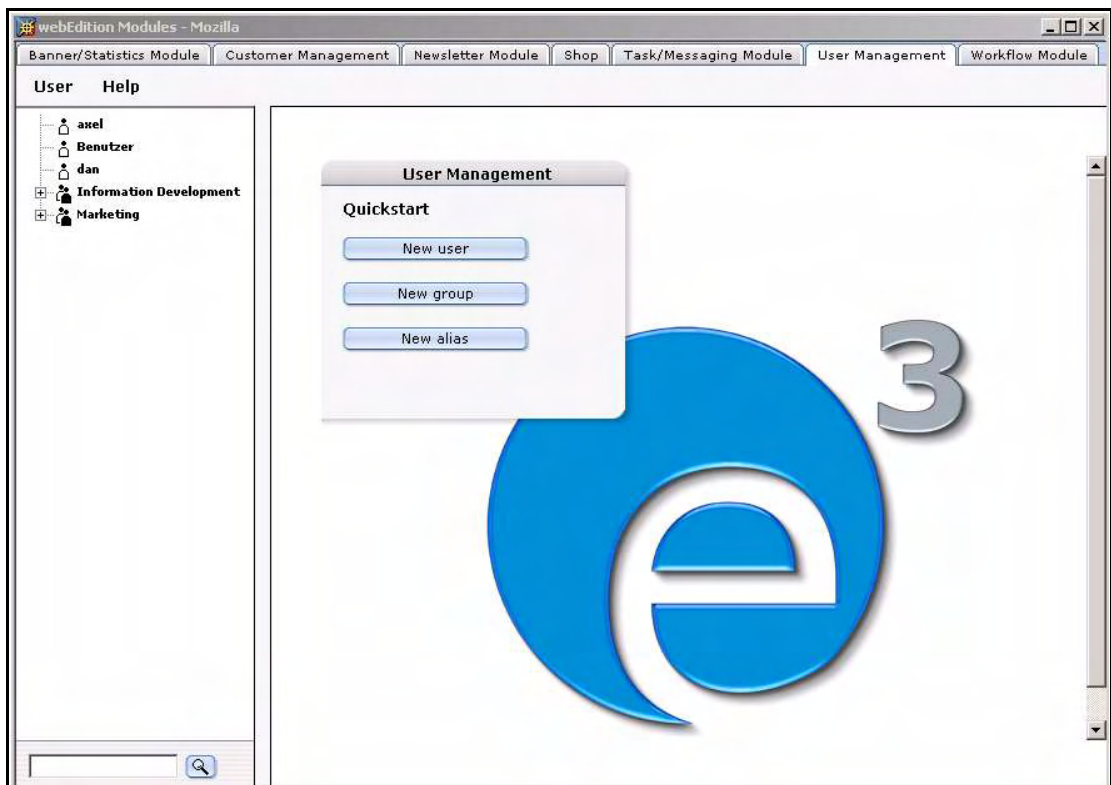 webEdition Modules - Mozilla
Banner/Statistics Module Customer Management Newsletter Module Shop Task/Messaging Module User Management Workflow Module
User Help
axel
Benutzer
dan
Information Development
Marketing
User Management
Quickstart
New user
New group
New alias
e 3